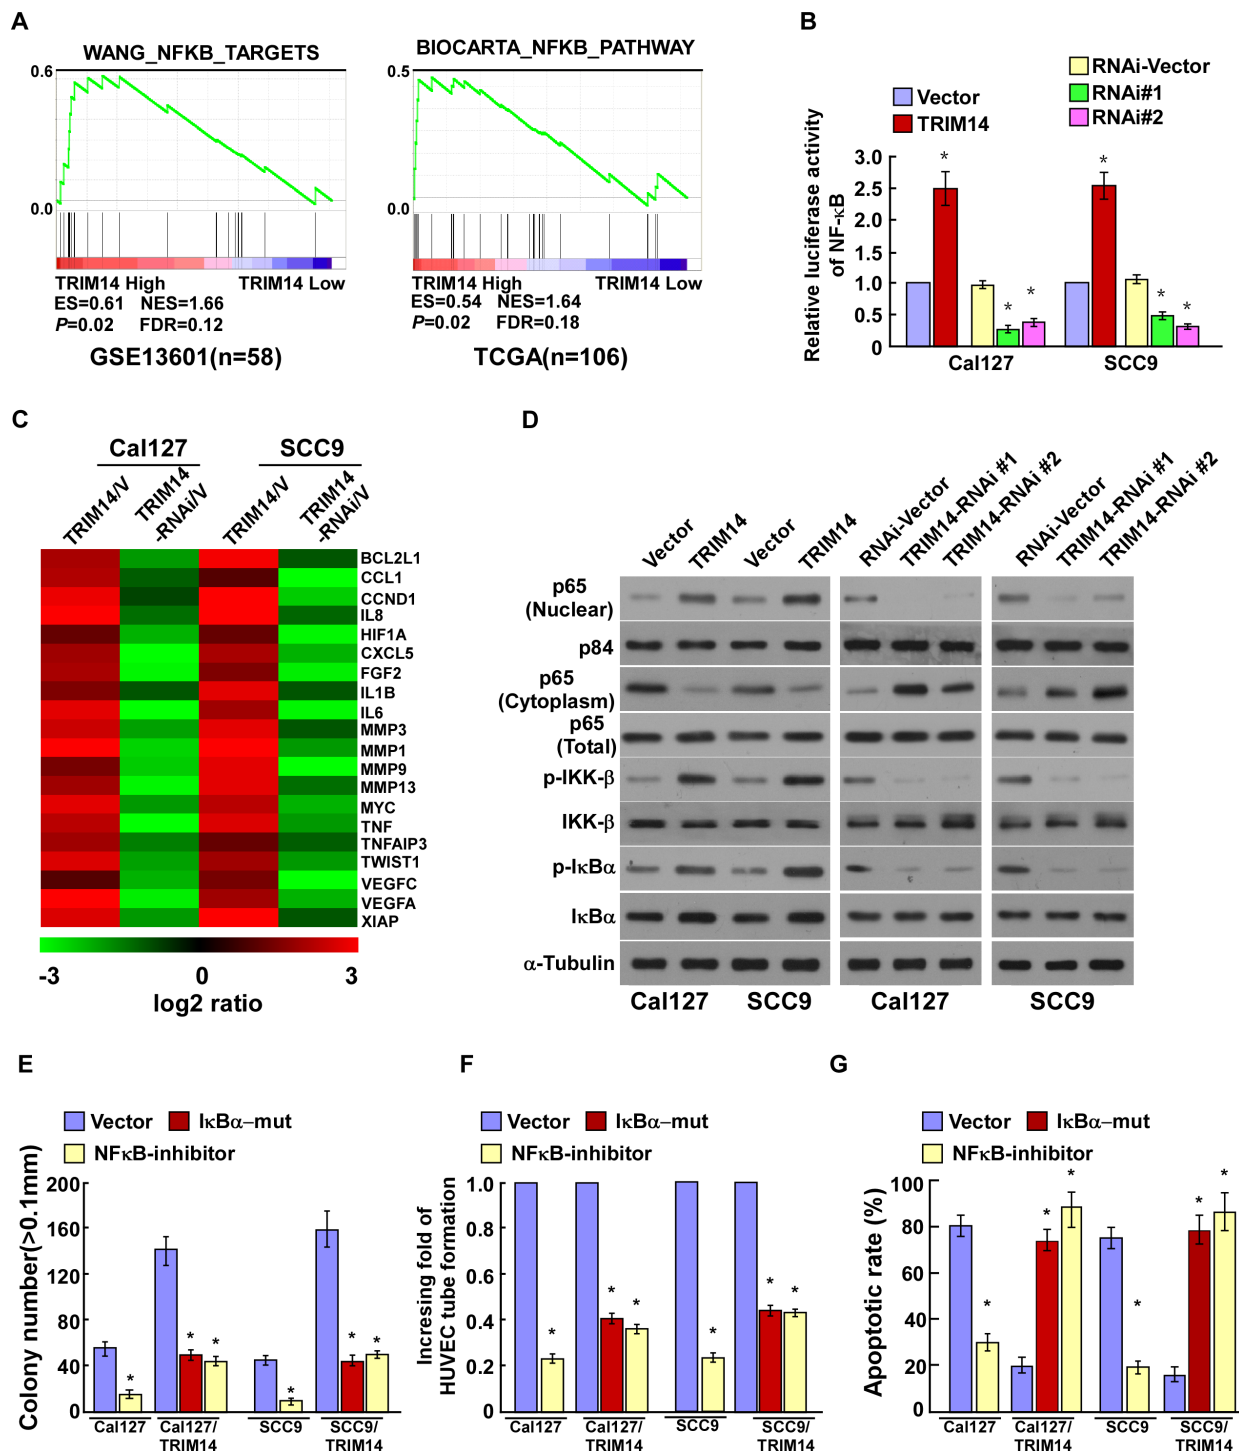 A
WANG_NFKB_TARGETS
0.6
0.0
TRIM14 High TRIM14 Low
ES=0.61 NES=1.66
P=0.02 FDR=0.12
GSE13601(n=58)
BIOCARTA_NFKB_PATHWAY
0.5
0.0
TRIM14 High TRIM14 Low
ES=0.54 NES=1.64
P=0.02 FDR=0.18
TCGA(n=106)
B
Vector
TRIM14
RNAi-Vector
RNAi#1
RNAi#2
Relative luciferase activity
of NF-κB
3.0
2.5
2.0
1.5
1.0
0.5
0
* * * * * *
Cal127 SCC9
C
Cal127 SCC9
TRIM14/V
TRIM14
-RNAi/V
TRIM14/V
TRIM14
-RNAi/V
BCL2L1
CCL1
CCND1
IL8
HIF1A
CXCL5
FGF2
IL1B
IL6
MMP3
MMP1
MMP9
MMP13
MYC
TNF
TNFAIP3
TWIST1
VEGFC
VEGFA
XIAP
-3 0 3
log2 ratio
D
Vector
TRIM14
Vector
TRIM14
RNAi-Vector
TRIM14-RNAi #1
TRIM14-RNAi #2
RNAi-Vector
TRIM14-RNAi #1
TRIM14-RNAi #2
p65
(Nuclear)
p84
p65
(Cytoplasm)
p65
(Total)
p-IKK-β
IKK-β
p-IκBα
IκBα
α-Tubulin
Cal127 SCC9 Cal127 SCC9
E
Vector IκBα-mut
NFκB-inhibitor
Colony number(>0.1mm)
200
160
120
80
40
0
* * * * * *
Cal127 Cal127/ SCC9 SCC9/
TRIM14 TRIM14
F
Vector IκBα-mut
NFκB-inhibitor
Incresing fold of
HUVEC tube formation
1.0
0.8
0.6
0.4
0.2
0
* * * * * *
Cal127 Cal127/ SCC9 SCC9/
TRIM14 TRIM14
G
Vector IκBα-mut
NFκB-inhibitor
Apoptotic rate (%)
100
80
60
40
20
0
* * * * * *
Cal127 Cal127/ SCC9 SCC9/
TRIM14 TRIM14